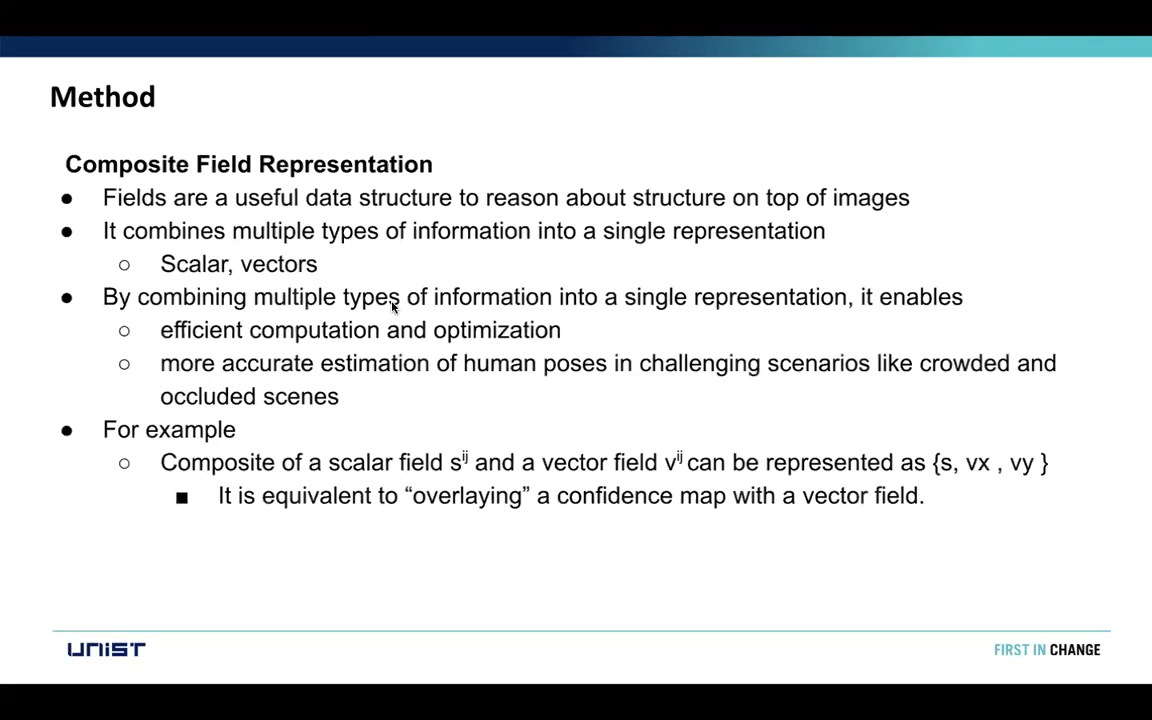 Method
Composite Field Representation
● Fields are a useful data structure to reason about structure on top of images
● It combines multiple types of information into a single representation
○ Scalar, vectors
● By combining multiple types of information into a single representation, it enables
○ efficient computation and optimization
○ more accurate estimation of human poses in challenging scenarios like crowded and
occluded scenes
● For example
○ Composite of a scalar field sⁱʲ and a vector field vⁱʲ can be represented as {s, vx , vy }
■ It is equivalent to “overlaying” a confidence map with a vector field.
UNIST
FIRST IN CHANGE